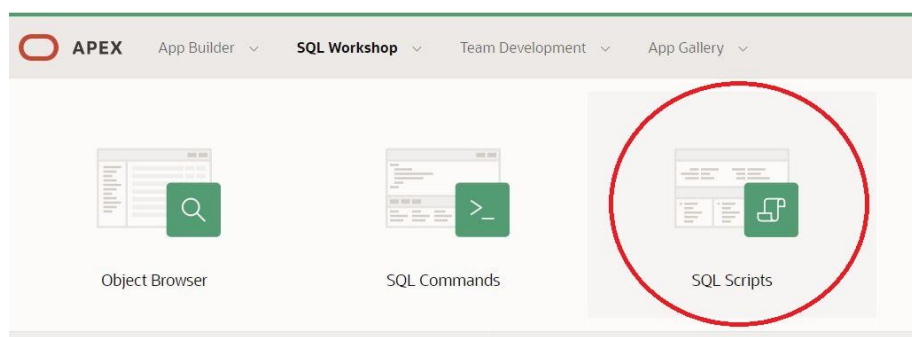 APEX App Builder SQL Workshop Team Development App Gallery
>_
Object Browser SQL Commands SQL Scripts